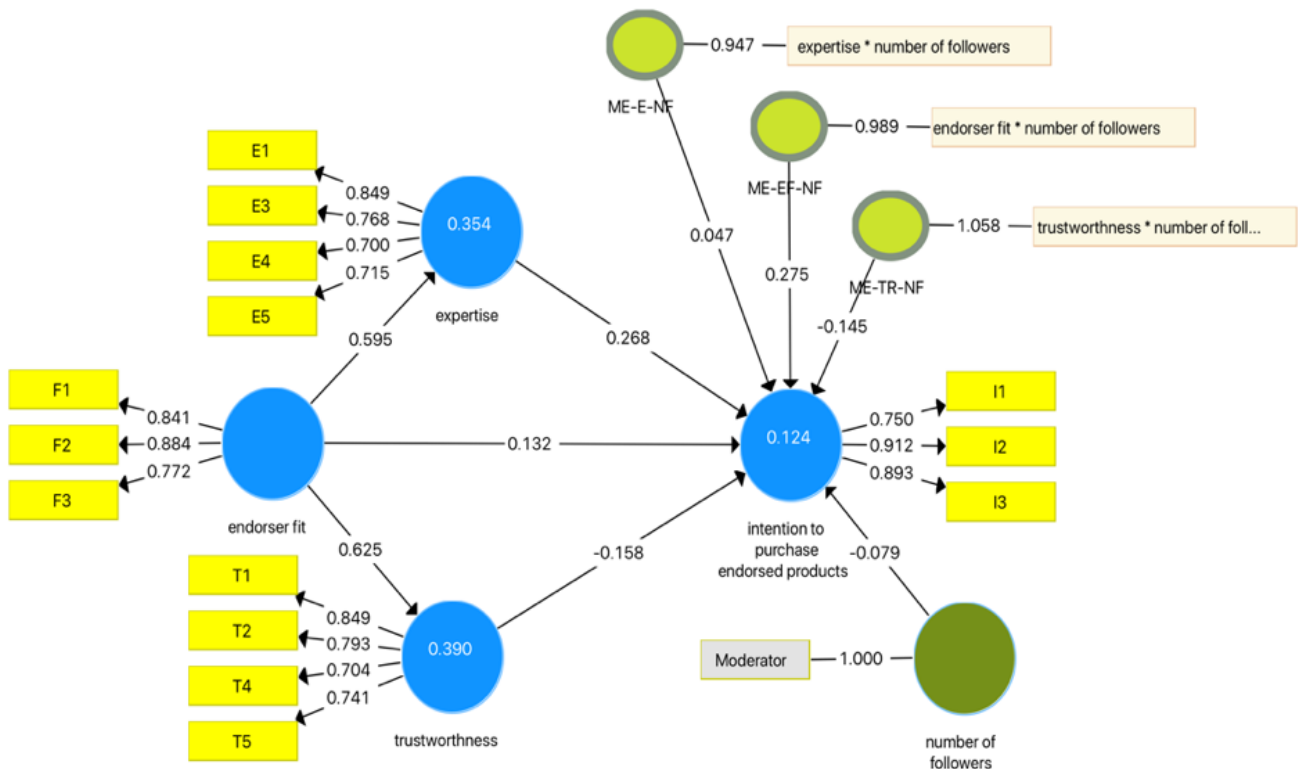 0.947
expertise * number of followers
ME-E-NF
0.989
endorser fit * number of followers
ME-EF-NF
1.058
trustworthness * number of foll...
ME-TR-NF
0.047
0.275
-0.145
E1
E3
E4
E5
0.849
0.768
0.700
0.715
0.354
expertise
0.595
0.268
F1
F2
F3
0.841
0.884
0.772
endorser fit
0.132
0.124
intention to
purchase
endorsed products
0.750
0.912
0.893
I1
I2
I3
0.625
-0.158
-0.079
T1
T2
T4
T5
0.849
0.793
0.704
0.741
0.390
trustworthness
Moderator
1.000
number of
followers